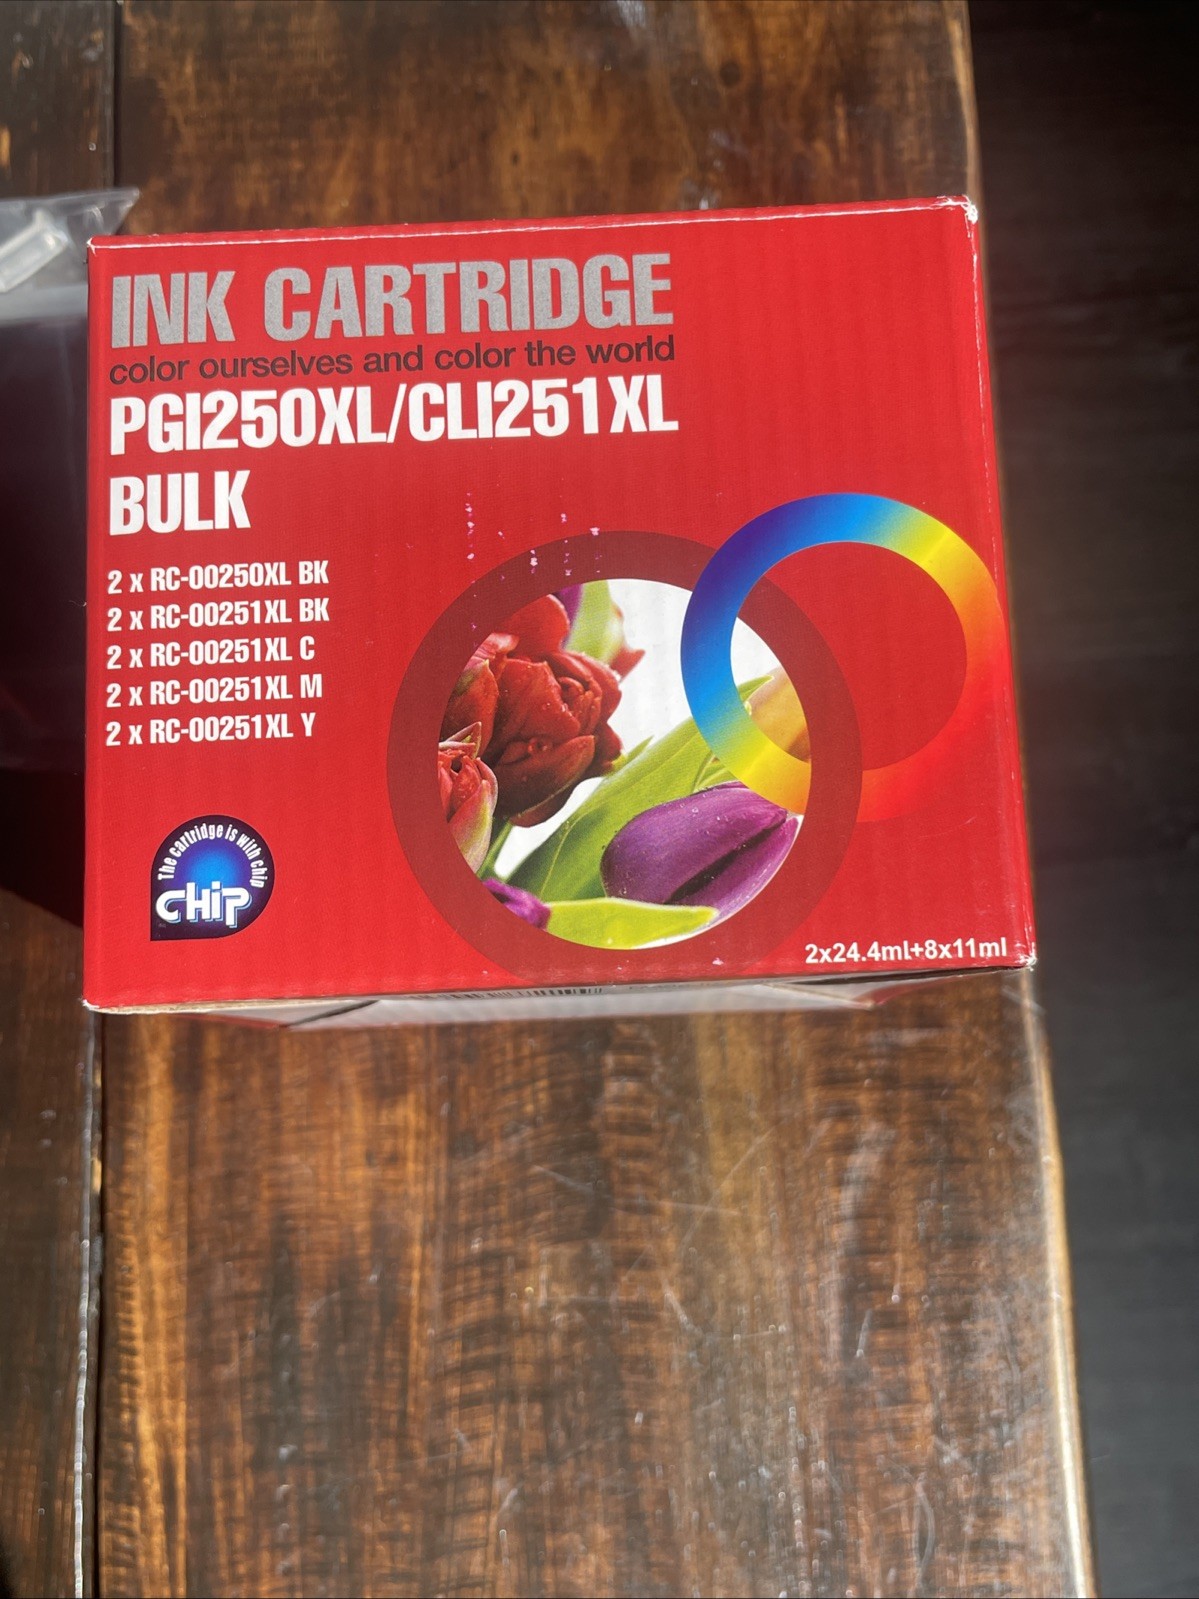 INK CARTRIDGE
color ourselves and color the world
PGI250XL/CLI251XL
BULK
2 x RC-00250XL BK
2 x RC-00251XL BK
2 x RC-00251XL C
2 x RC-00251XL M
2 x RC-00251XL Y
The cartridge is with chip
CHiP
2x24.4ml+8x11ml